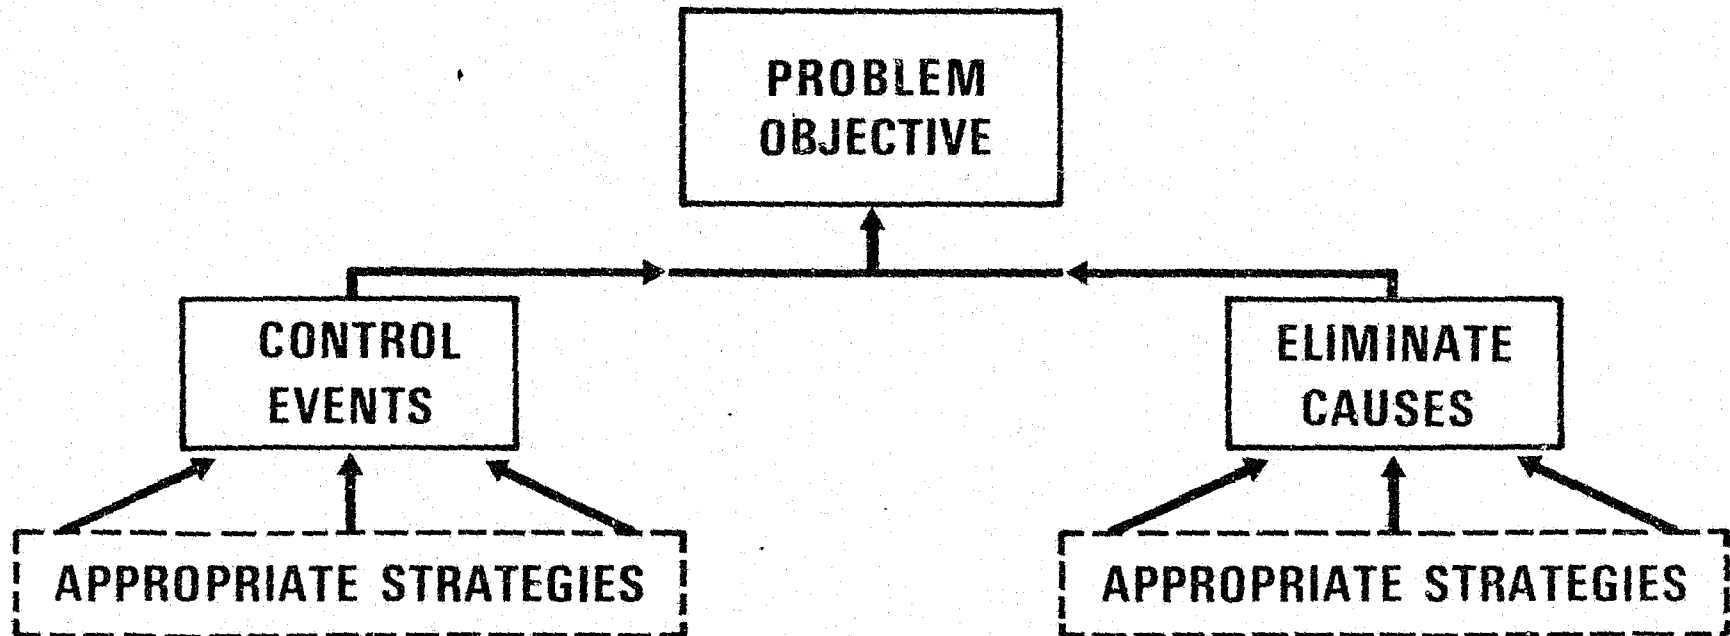 PROBLEM
OBJECTIVE
CONTROL
EVENTS
ELIMINATE
CAUSES
APPROPRIATE STRATEGIES
APPROPRIATE STRATEGIES